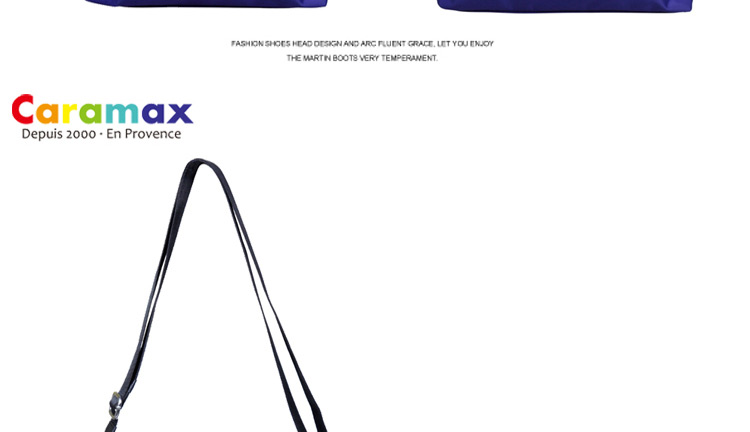 FASHION SHOES HEAD DESIGN AND ARC FLUENT GRACE, LET YOU ENJOY
THE MARTIN BOOTS VERY TEMPERAMENT.
Caramax
Depuis 2000 · En Provence